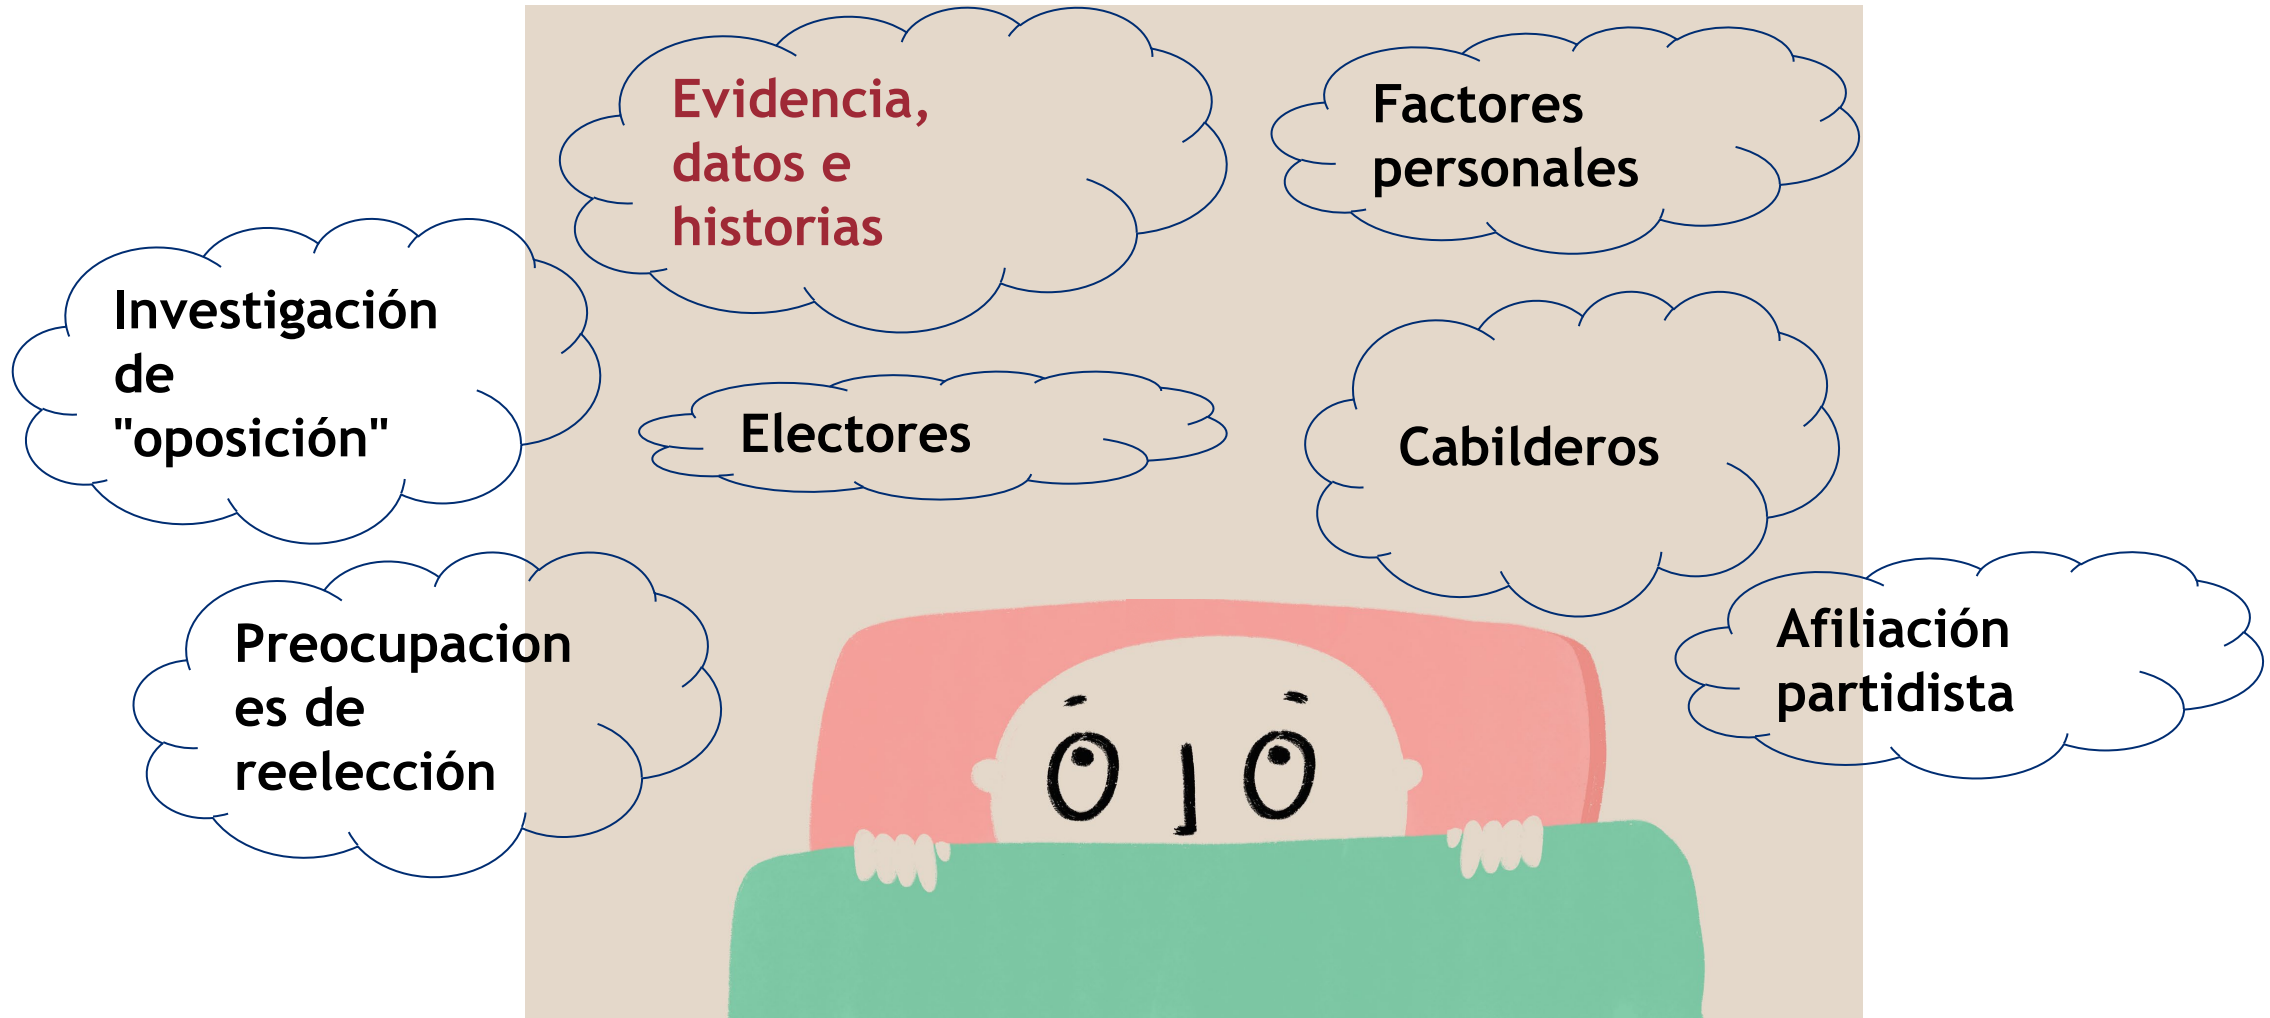 Evidencia,
datos e
historias
Factores
personales
Investigación
de
"oposición"
Electores
Cabilderos
Preocupacion
es de
reelección
Afiliación
partidista